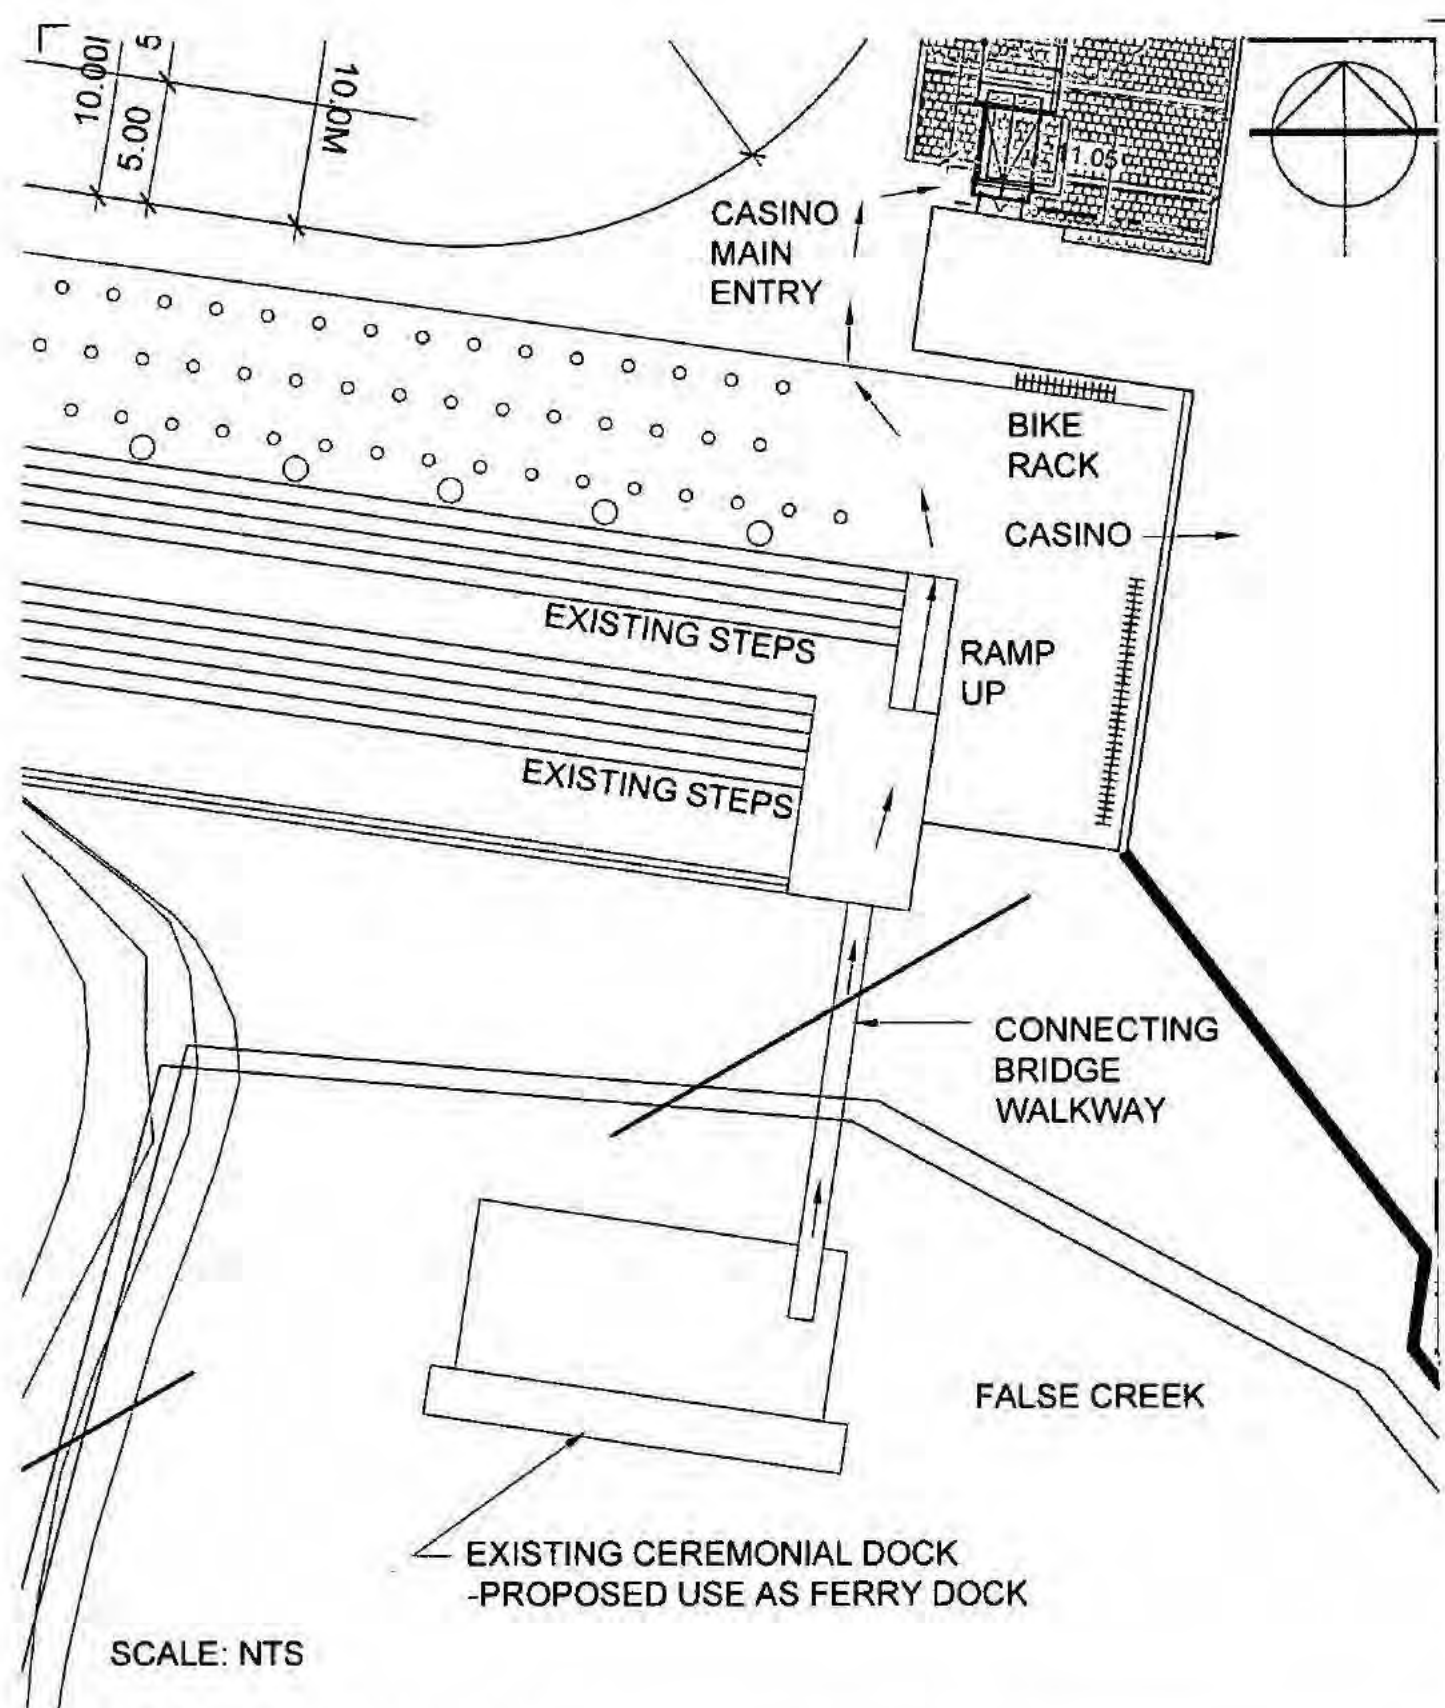 10.00
5
5.00
10.0M
1.05
CASINO
MAIN
ENTRY
BIKE
RACK
CASINO
EXISTING STEPS
RAMP
UP
EXISTING STEPS
CONNECTING
BRIDGE
WALKWAY
FALSE CREEK
EXISTING CEREMONIAL DOCK
-PROPOSED USE AS FERRY DOCK
SCALE: NTS